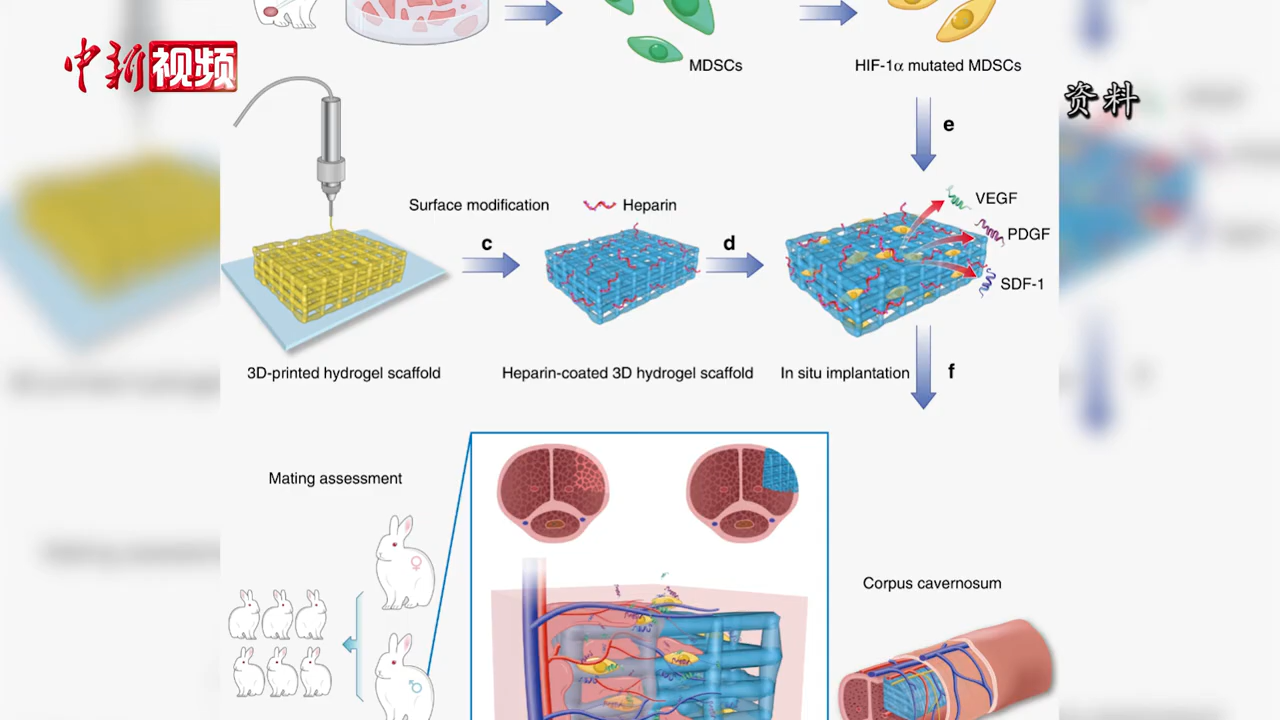 中新视频
资料
MDSCs
HIF-1α mutated MDSCs
e
VEGF
Surface modification
Heparin
PDGF
c
d
SDF-1
3D-printed hydrogel scaffold
Heparin-coated 3D hydrogel scaffold
In situ implantation
f
Mating assessment
Corpus cavernosum